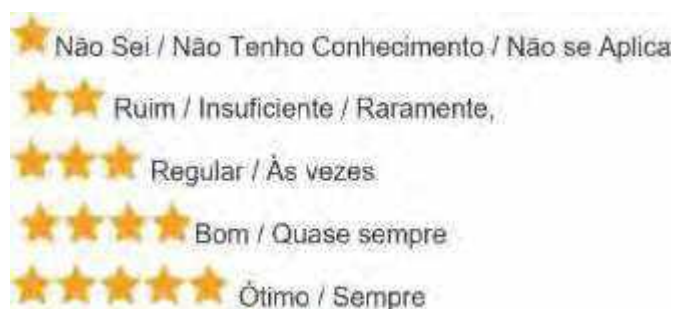 Não Sei / Não Tenho Conhecimento / Não se Aplica
Ruim / Insuficiente / Raramente,
Regular / Às vezes
Bom / Quase sempre
Ótimo / Sempre